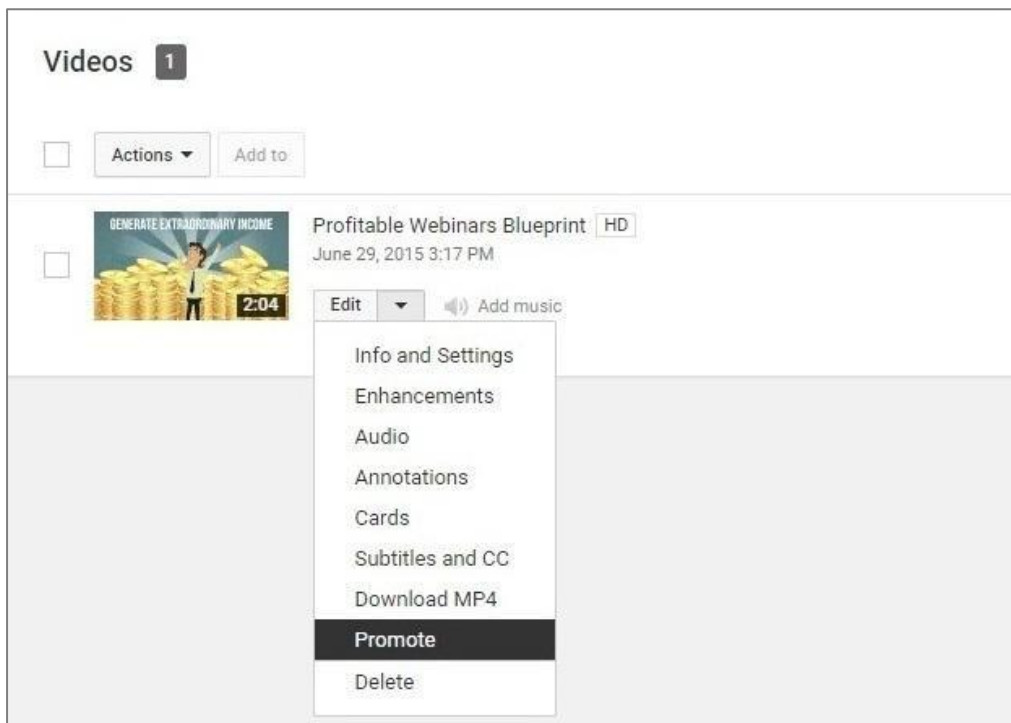 Videos 1
Actions Add to
GENERATE EXTRAORDINARY INCOME
2:04
Profitable Webinars Blueprint HD
June 29, 2015 3:17 PM
Edit Add music
Info and Settings
Enhancements
Audio
Annotations
Cards
Subtitles and CC
Download MP4
Promote
Delete